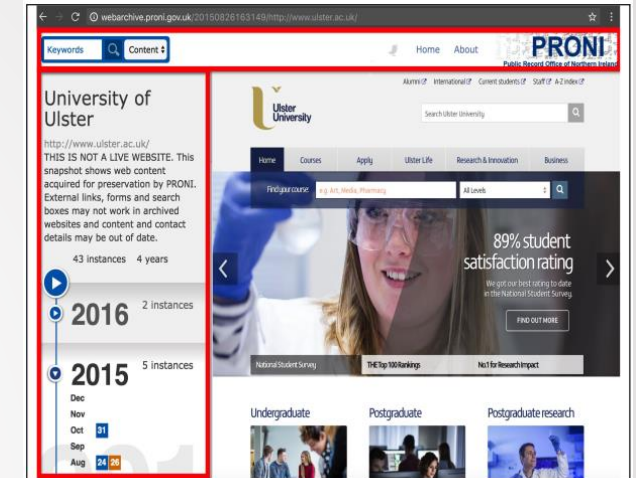 webarchive.proni.gov.uk/20150826163149/http://www.ulster.ac.uk/
Keywords Content Home About PRONI
Public Record Office of Northern Ireland
University of
Ulster
http://www.ulster.ac.uk/
THIS IS NOT A LIVE WEBSITE. This
snapshot shows web content
acquired for preservation by PRONI.
External links, forms and search
boxes may not work in archived
websites and content and contact
details may be out of date.
43 instances 4 years
2016 2 instances
2015 5 instances
Dec
Nov
Oct 31
Sep
Aug 24 26
Alumni International Current students Staff A-Z index
Ulster
University
Search Ulster University
Home Courses Apply Ulster Life Research & Innovation Business
Find your course e.g. Art, Media, Pharmacy All Levels
89% student
satisfaction rating
We got our best rating to date
in the National Student Survey.
FIND OUT MORE
National Student Survey THE Top 100 Rankings No.1 for Research Impact
Undergraduate Postgraduate Postgraduate research